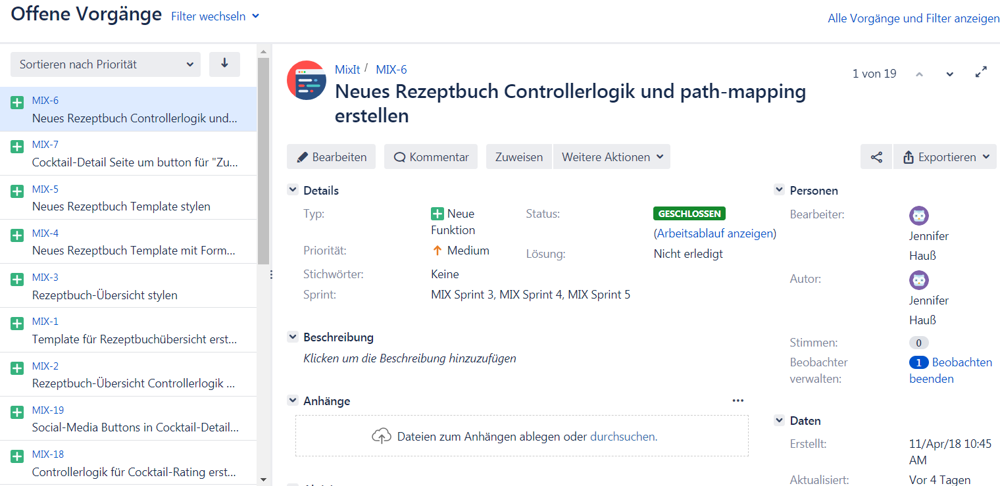 Offene Vorgänge Filter wechseln
Alle Vorgänge und Filter anzeigen
Sortieren nach Priorität
MIX-6
Neues Rezeptbuch Controllerlogik und...
MIX-7
Cocktail-Detail Seite um button für "Zu...
MIX-5
Neues Rezeptbuch Template stylen
MIX-4
Neues Rezeptbuch Template mit Form...
MIX-3
Rezeptbuch-Übersicht stylen
MIX-1
Template für Rezeptbuchübersicht erst...
MIX-2
Rezeptbuch-Übersicht Controllerlogik ...
MIX-19
Social-Media Buttons in Cocktail-Detail...
MIX-18
Controllerlogik für Cocktail-Rating erst...
MixIt / MIX-6
1 von 19
Neues Rezeptbuch Controllerlogik und path-mapping
erstellen
Bearbeiten Kommentar Zuweisen Weitere Aktionen
Exportieren
Details
Typ: Neue
Funktion
Priorität: Medium
Stichwörter: Keine
Sprint: MIX Sprint 3, MIX Sprint 4, MIX Sprint 5
Status: GESCHLOSSEN
(Arbeitsablauf anzeigen)
Lösung: Nicht erledigt
Beschreibung
Klicken um die Beschreibung hinzuzufügen
Anhänge
Dateien zum Anhängen ablegen oder durchsuchen.
Personen
Bearbeiter:
Jennifer
Hauß
Autor:
Jennifer
Hauß
Stimmen: 0
Beobachter 1 Beobachten
verwalten: beenden
Daten
Erstellt: 11/Apr/18 10:45
AM
Aktualisiert: Vor 4 Tagen